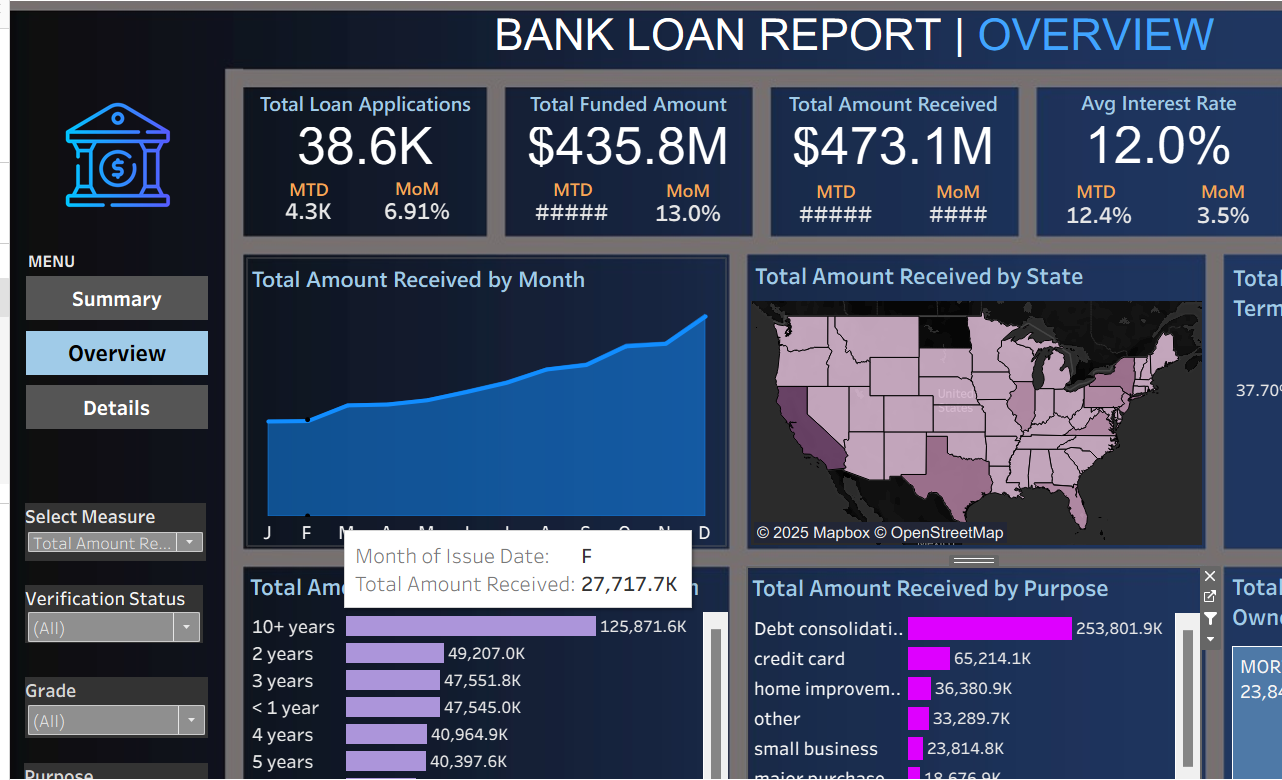 BANK LOAN REPORT | OVERVIEW
Total Loan Applications
38.6K
MTD MoM
4.3K 6.91%
Total Funded Amount
$435.8M
MTD MoM
##### 13.0%
Total Amount Received
$473.1M
MTD MoM
##### ####
Avg Interest Rate
12.0%
MTD MoM
12.4% 3.5%
$
MENU
Summary
Overview
Details
Select Measure
Total Amount Re...
Verification Status
(All)
Grade
(All)
Purpose
Total Amount Received by Month
J F M A M J J A S O N D
Month of Issue Date: F
Total Amount Received: 27,717.7K
Total Amount Received by State
United
States
© 2025 Mapbox © OpenStreetMap
Total
Term
37.70%
Total Am
10+ years 125,871.6K
2 years 49,207.0K
3 years 47,551.8K
< 1 year 47,545.0K
4 years 40,964.9K
5 years 40,397.6K
Total Amount Received by Purpose
Debt consolidati.. 253,801.9K
credit card 65,214.1K
home improvem.. 36,380.9K
other 33,289.7K
small business 23,814.8K
major purchase 18,676.9K
Total
Owne
MOR
23,84